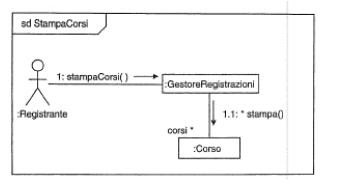 sd StampaCorsi
1: stampaCorsi( )
:GestoreRegistrazioni
:Registrante
1.1: * stampa()
corsi *
:Corso